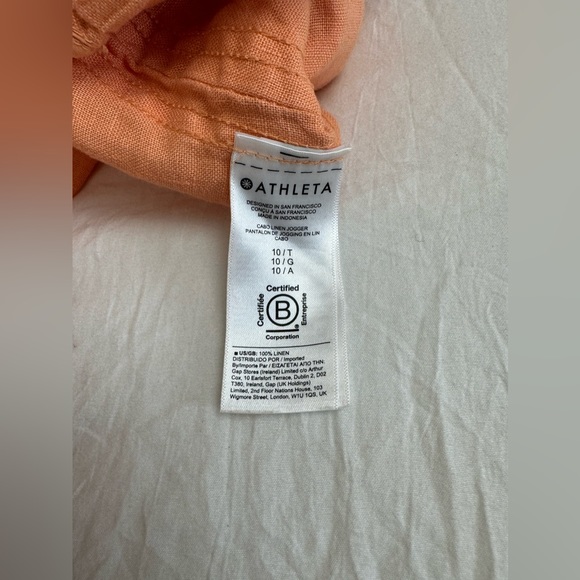 ATHLETA
DESIGNED IN SAN FRANCISCO
CONÇU A SAN FRANCISCO
MADE IN INDONESIA
CABO LINEN JOGGER
PANTALON DE JOGGING EN LIN
CABO
10 / T
10 / G
10 / A
Certified
Certifiée
B
Entreprise
Corporation
■ US/GB: 100% LINEN
DISTRIBUIDO POR / Imported
By/Importe Par / ΕΙΣΑΓΕΤΑΙ ΑΠΟ ΤΗΝ:
Gap Stores (Ireland) Limited c/o Arthur
Cox, 10 Earlsfort Terrace, Dublin 2, D02
T380, Ireland, Gap (UK Holdings)
Limited, 2nd Floor Nations House, 103
Wigmore Street, London, W1U 1QS, UK